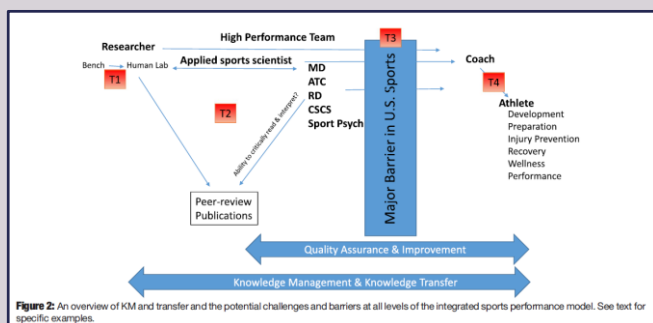 High Performance Team
T3
Researcher
Coach
Applied sports scientist
Bench
Human Lab
T1
MD
ATC
RD
CSCS
Sport Psych
T2
Ability to critically read & interpret?
Major Barrier in U.S. Sports
T4
Athlete
Development
Preparation
Injury Prevention
Recovery
Wellness
Performance
Peer-review
Publications
Quality Assurance & Improvement
Knowledge Management & Knowledge Transfer
Figure 2: An overview of KM and transfer and the potential challenges and barriers at all levels of the integrated sports performance model. See text for
specific examples.